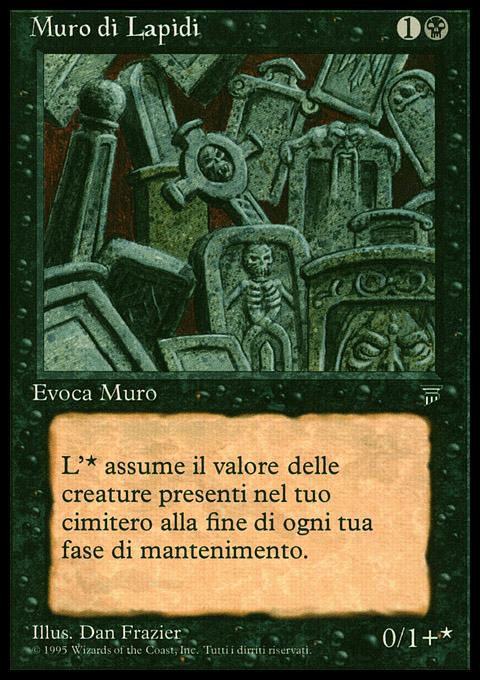 Muro di Lapidi 1
Evoca Muro
L'★ assume il valore delle
creature presenti nel tuo
cimitero alla fine di ogni tua
fase di mantenimento.
Illus. Dan Frazier
© 1995 Wizards of the Coast, Inc. Tutti i dirriti riservati.
0/1+★